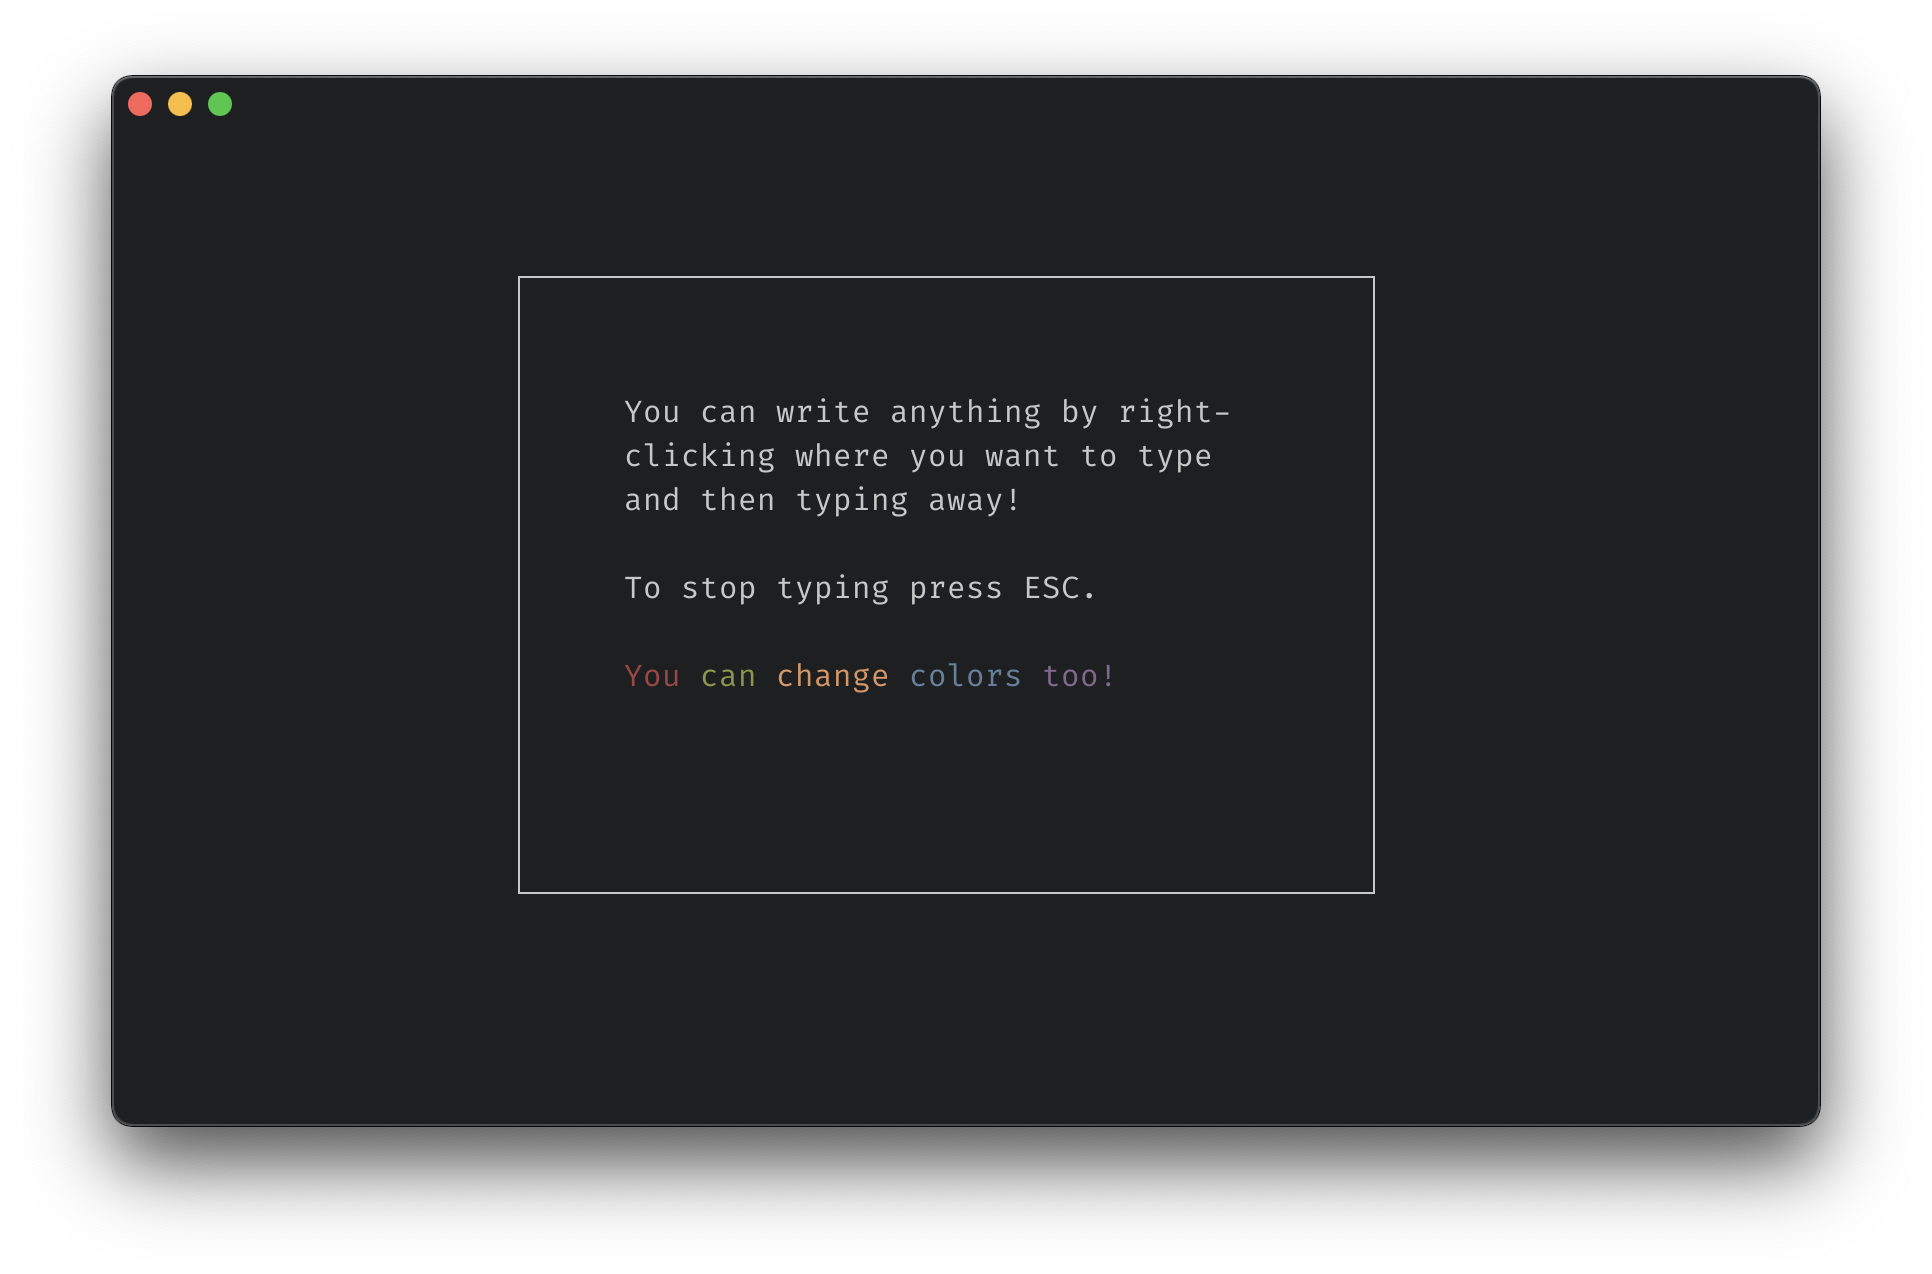 You can write anything by right-
clicking where you want to type
and then typing away!
To stop typing press ESC.
You can change colors too!